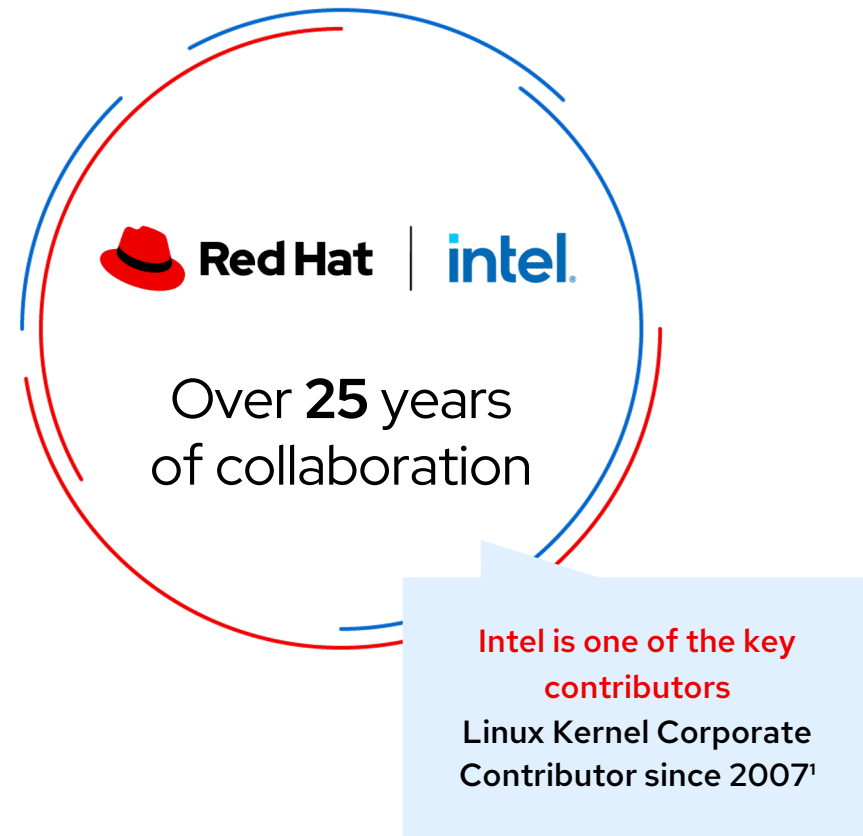 Red Hat | intel®
Over 25 years
of collaboration
Intel is one of the key
contributors
Linux Kernel Corporate
Contributor since 2007¹